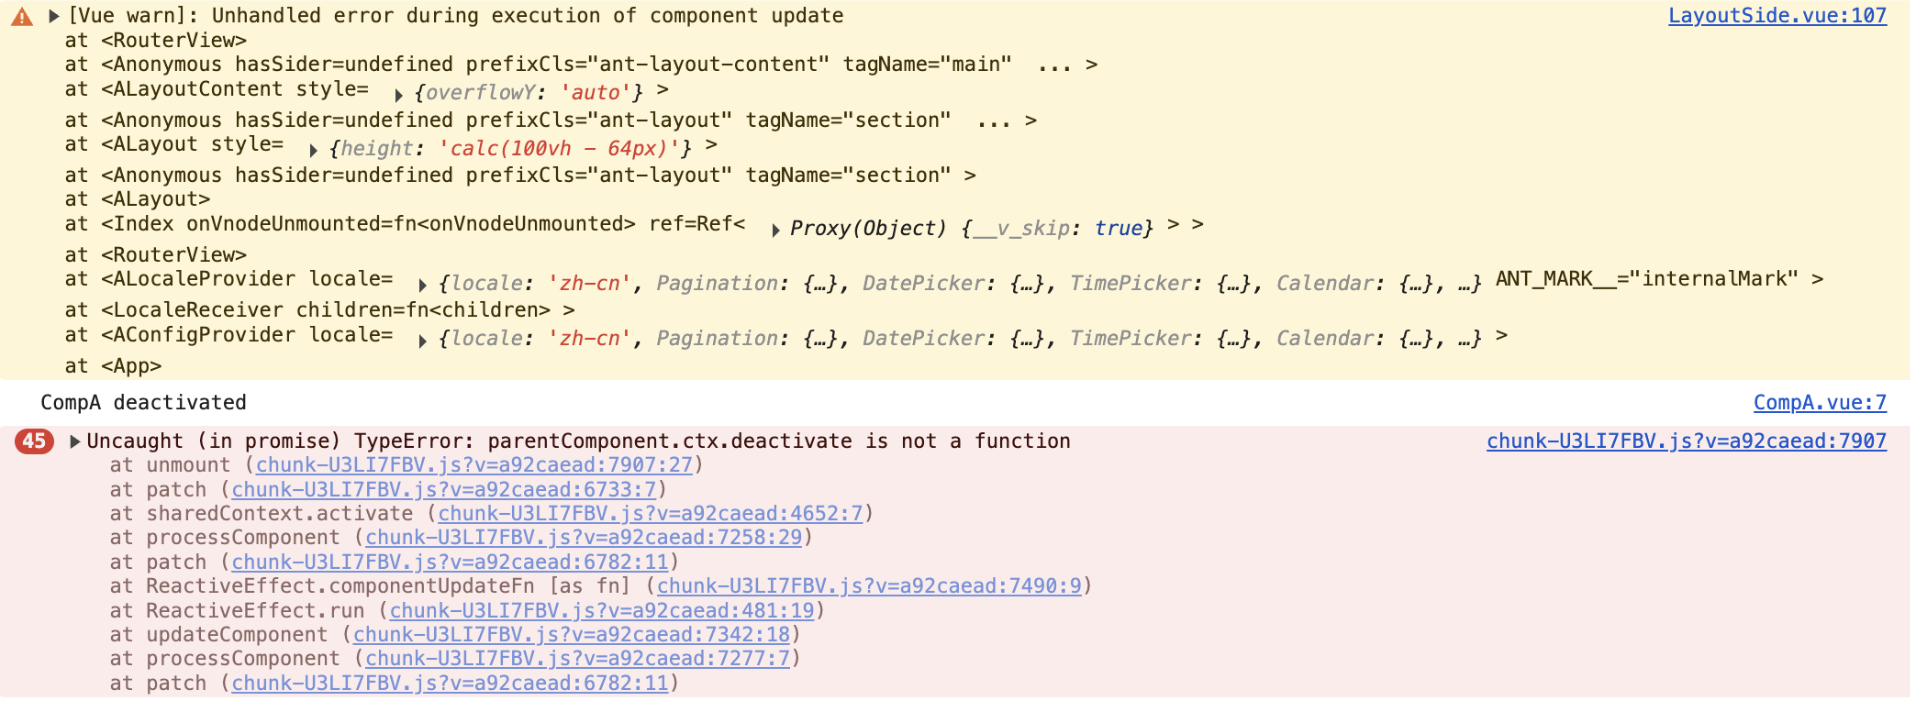 [Vue warn]: Unhandled error during execution of component update LayoutSide.vue:107
at <RouterView>
at <Anonymous hasSider=undefined prefixCls="ant-layout-content" tagName="main"  ... >
at <ALayoutContent style= ▶ {overflowY: 'auto'} >
at <Anonymous hasSider=undefined prefixCls="ant-layout" tagName="section"  ... >
at <ALayout style= ▶ {height: 'calc(100vh - 64px)'} >
at <Anonymous hasSider=undefined prefixCls="ant-layout" tagName="section" >
at <ALayout>
at <Index onVnodeUnmounted=fn<onVnodeUnmounted> ref=Ref< ▶ Proxy(Object) {__v_skip: true} > >
at <RouterView>
at <ALocaleProvider locale= ▶ {locale: 'zh-cn', Pagination: {…}, DatePicker: {…}, TimePicker: {…}, Calendar: {…}, …} ANT_MARK__="internalMark" >
at <LocaleReceiver children=fn<children> >
at <AConfigProvider locale= ▶ {locale: 'zh-cn', Pagination: {…}, DatePicker: {…}, TimePicker: {…}, Calendar: {…}, …} >
at <App>
CompA deactivated CompA.vue:7
45 Uncaught (in promise) TypeError: parentComponent.ctx.deactivate is not a function chunk-U3LI7FBV.js?v=a92caead:7907
at unmount (chunk-U3LI7FBV.js?v=a92caead:7907:27)
at patch (chunk-U3LI7FBV.js?v=a92caead:6733:7)
at sharedContext.activate (chunk-U3LI7FBV.js?v=a92caead:4652:7)
at processComponent (chunk-U3LI7FBV.js?v=a92caead:7258:29)
at patch (chunk-U3LI7FBV.js?v=a92caead:6782:11)
at ReactiveEffect.componentUpdateFn [as fn] (chunk-U3LI7FBV.js?v=a92caead:7490:9)
at ReactiveEffect.run (chunk-U3LI7FBV.js?v=a92caead:481:19)
at updateComponent (chunk-U3LI7FBV.js?v=a92caead:7342:18)
at processComponent (chunk-U3LI7FBV.js?v=a92caead:7277:7)
at patch (chunk-U3LI7FBV.js?v=a92caead:6782:11)